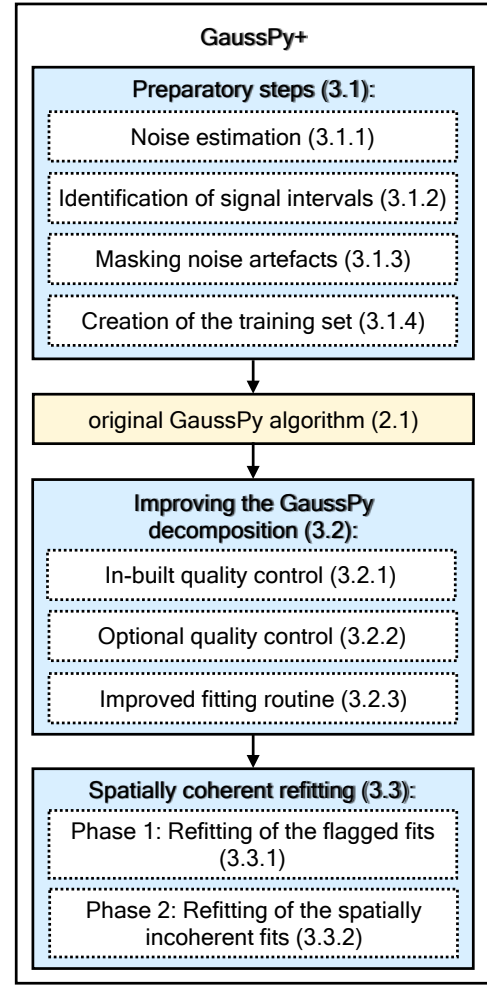 GaussPy+
Preparatory steps (3.1):
Noise estimation (3.1.1)
Identification of signal intervals (3.1.2)
Masking noise artefacts (3.1.3)
Creation of the training set (3.1.4)
original GaussPy algorithm (2.1)
Improving the GaussPy
decomposition (3.2):
In-built quality control (3.2.1)
Optional quality control (3.2.2)
Improved fitting routine (3.2.3)
Spatially coherent refitting (3.3):
Phase 1: Refitting of the flagged fits
(3.3.1)
Phase 2: Refitting of the spatially
incoherent fits (3.3.2)